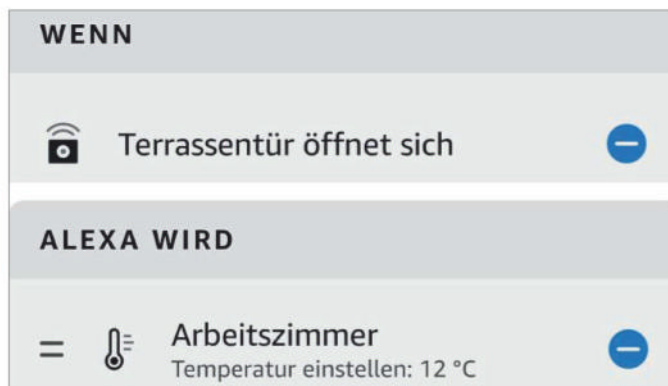 WENN
Terrassentür öffnet sich
ALEXA WIRD
Arbeitszimmer
Temperatur einstellen: 12 °C